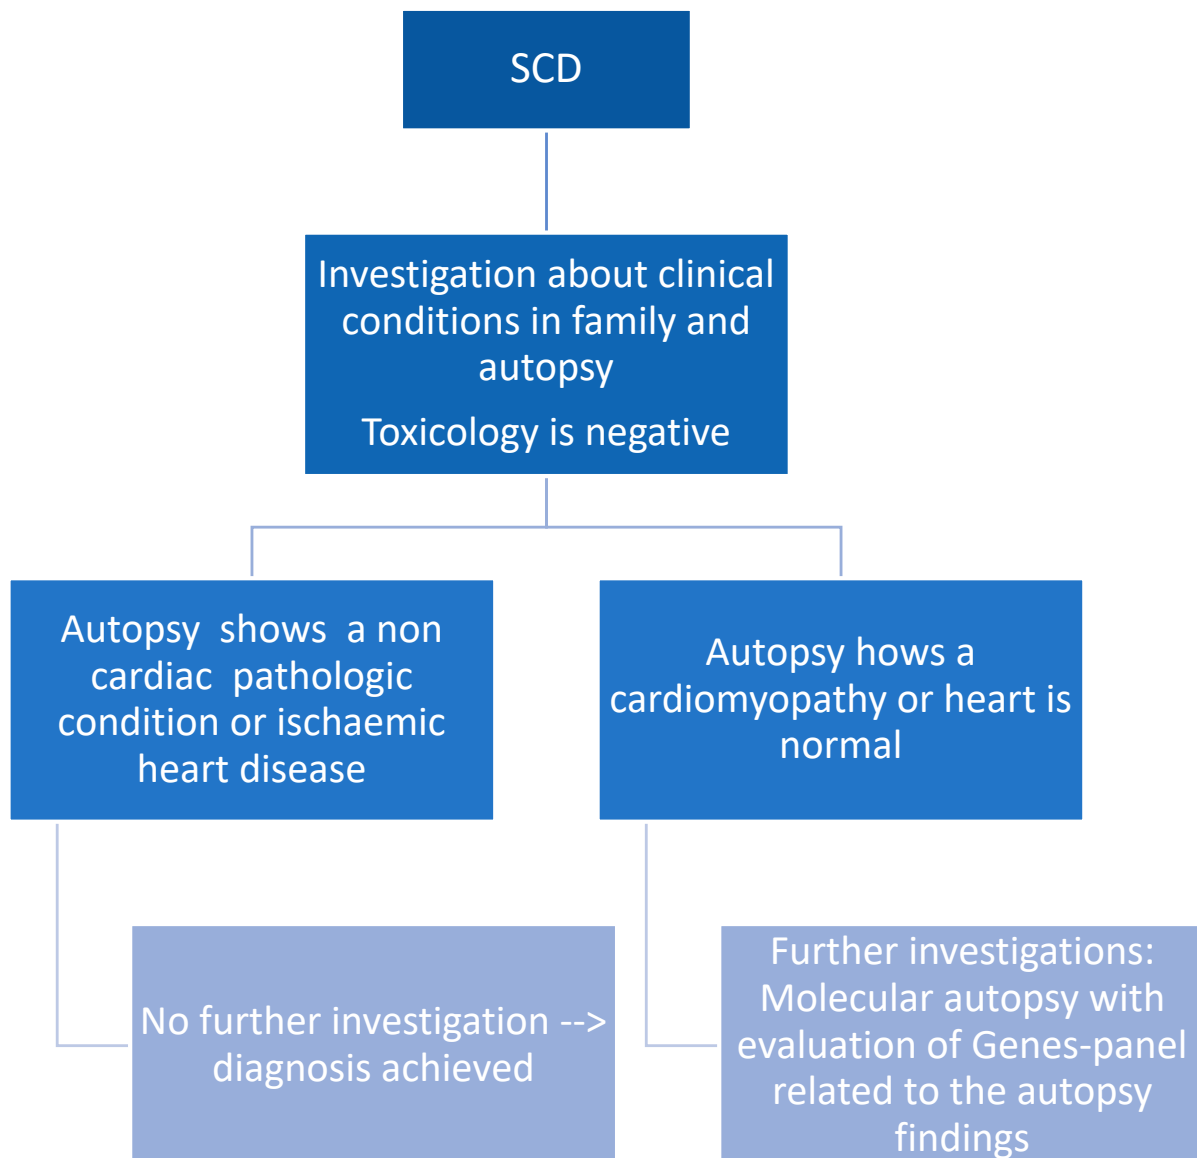 SCD
Investigation about clinical
conditions in family and
autopsy
Toxicology is negative
Autopsy shows a non
cardiac pathologic
condition or ischaemic
heart disease
Autopsy hows a
cardiomyopathy or heart is
normal
No further investigation -->
diagnosis achieved
Further investigations:
Molecular autopsy with
evaluation of Genes-panel
related to the autopsy
findings